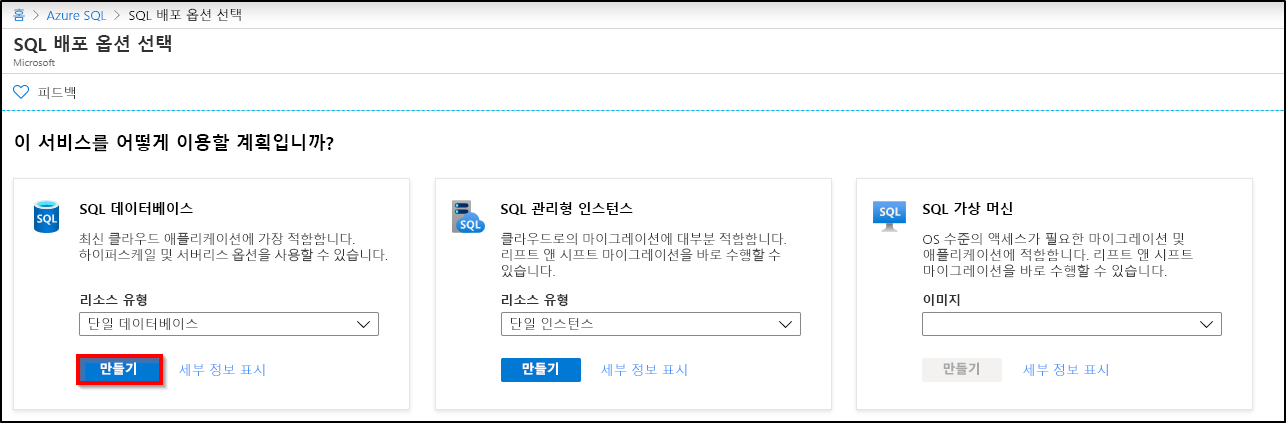 홈 > Azure SQL > SQL 배포 옵션 선택
SQL 배포 옵션 선택
Microsoft
피드백
이 서비스를 어떻게 이용할 계획입니까?
SQL
SQL 데이터베이스
최신 클라우드 애플리케이션에 가장 적합합니다.
하이퍼스케일 및 서버리스 옵션을 사용할 수 있습니다.
리소스 유형
단일 데이터베이스
만들기
세부 정보 표시
SQL
SQL 관리형 인스턴스
클라우드로의 마이그레이션에 대부분 적합합니다.
리프트 앤 시프트 마이그레이션을 바로 수행할 수
있습니다.
리소스 유형
단일 인스턴스
만들기
세부 정보 표시
SQL
SQL 가상 머신
OS 수준의 액세스가 필요한 마이그레이션 및
애플리케이션에 적합합니다. 리프트 앤 시프트
마이그레이션을 바로 수행할 수 있습니다.
이미지
만들기
세부 정보 표시